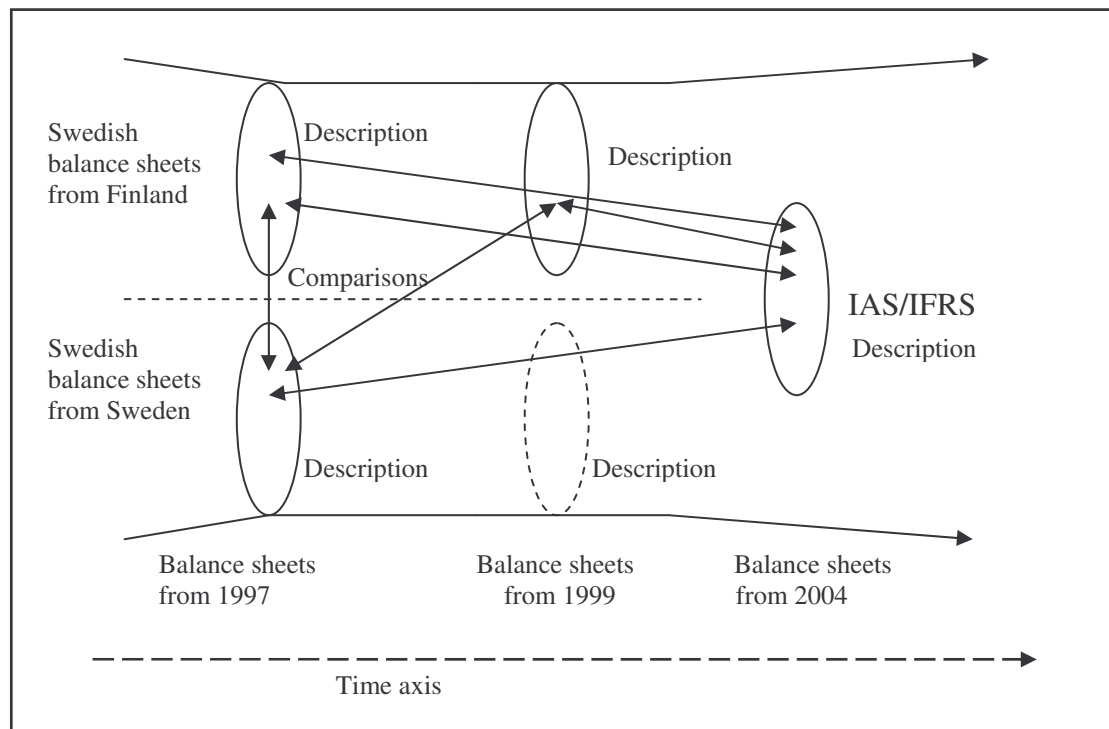 Swedish
balance sheets
from Finland
Description
Description
Comparisons
IAS/IFRS
Description
Swedish
balance sheets
from Sweden
Description
Description
Balance sheets
from 1997
Balance sheets
from 1999
Balance sheets
from 2004
Time axis